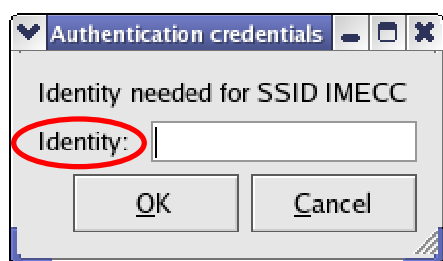 Authentication credentials
Identity needed for SSID IMECC
Identity:
OK
Cancel